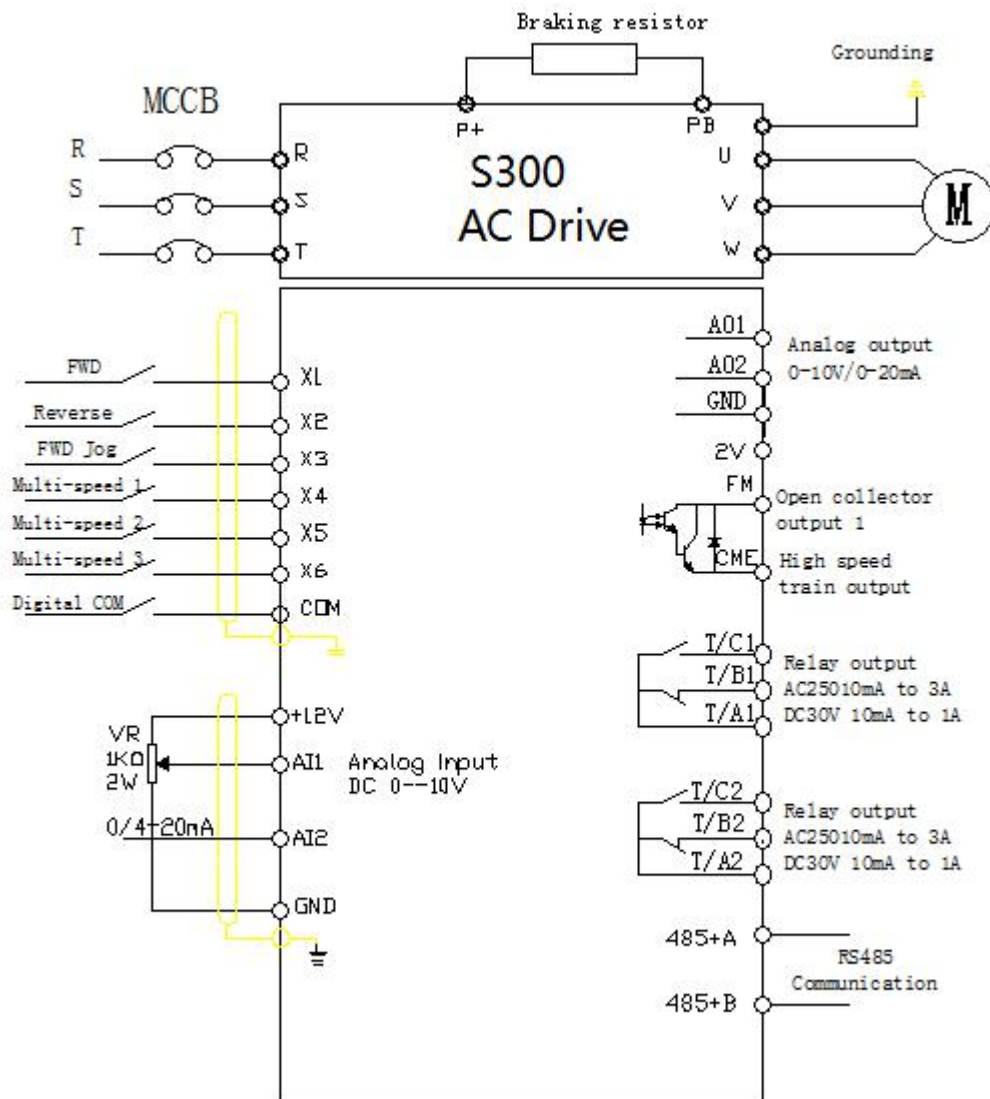 Braking resistor
Grounding
MCCB
P+
PB
R
R
U
S300
S
S
V
AC Drive
M
T
T
W
AO1
Analog output
0-10V/0-20mA
FWD
X1
AO2
Reverse
X2
GND
FWD Jog
X3
2V
Multi-speed 1
X4
FM
Open collector
output 1
Multi-speed 2
X5
Multi-speed 3
X6
CME
High speed
train output
Digital COM
COM
T/C1
Relay output
T/B1
AC25010mA to 3A
T/A1
DC30V 10mA to 1A
+12V
VR
1KΩ
2W
AI1
Analog Input
DC 0--10V
0/4-20mA
AI2
T/C2
Relay output
T/B2
AC25010mA to 3A
T/A2
DC30V 10mA to 1A
GND
485+A
RS485
Communication
485+B